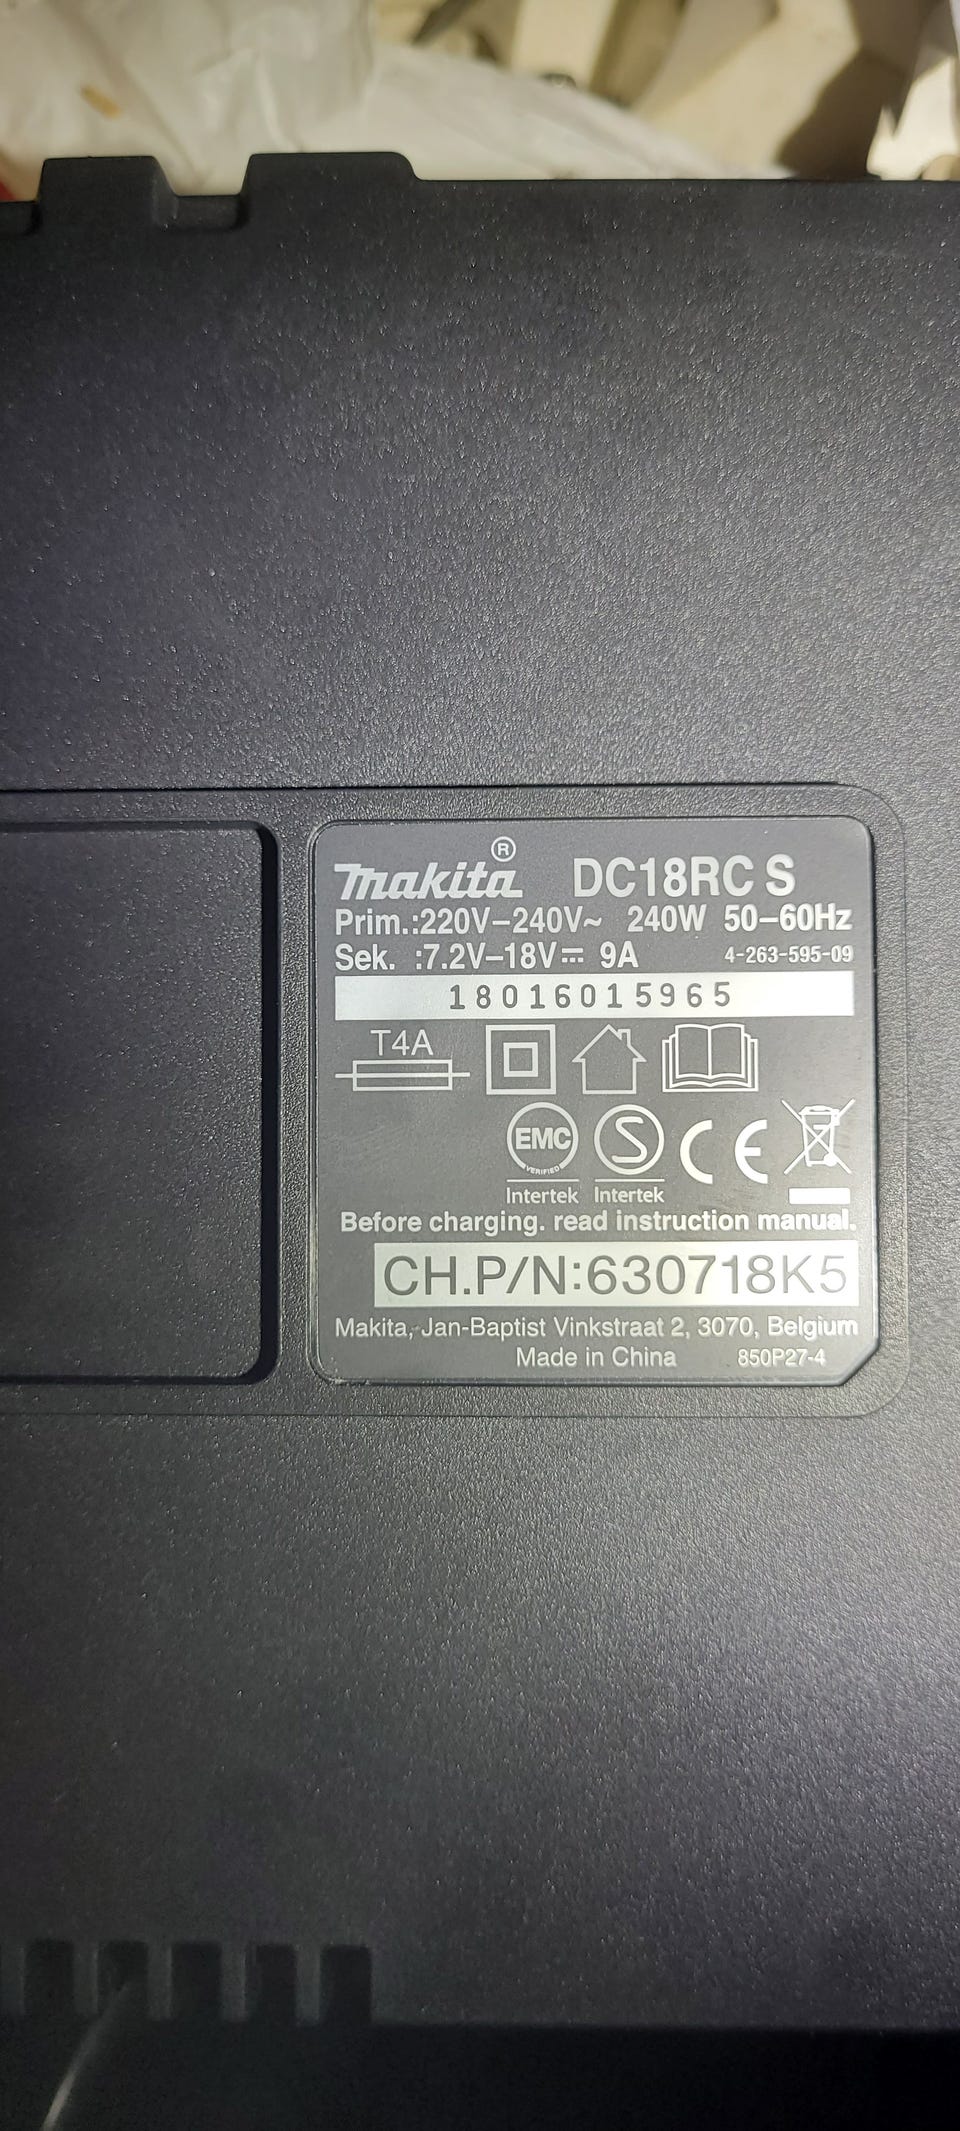 makita® DC18RC S
Prim.:220V–240V~ 240W 50–60Hz
Sek. :7.2V–18V⎓ 9A 4-263-595-09
18016015965
T4A
EMC S CE
VERIFIED
Intertek Intertek
Before charging. read instruction manual.
CH.P/N:630718K5
Makita, Jan-Baptist Vinkstraat 2, 3070, Belgium
Made in China 850P27-4